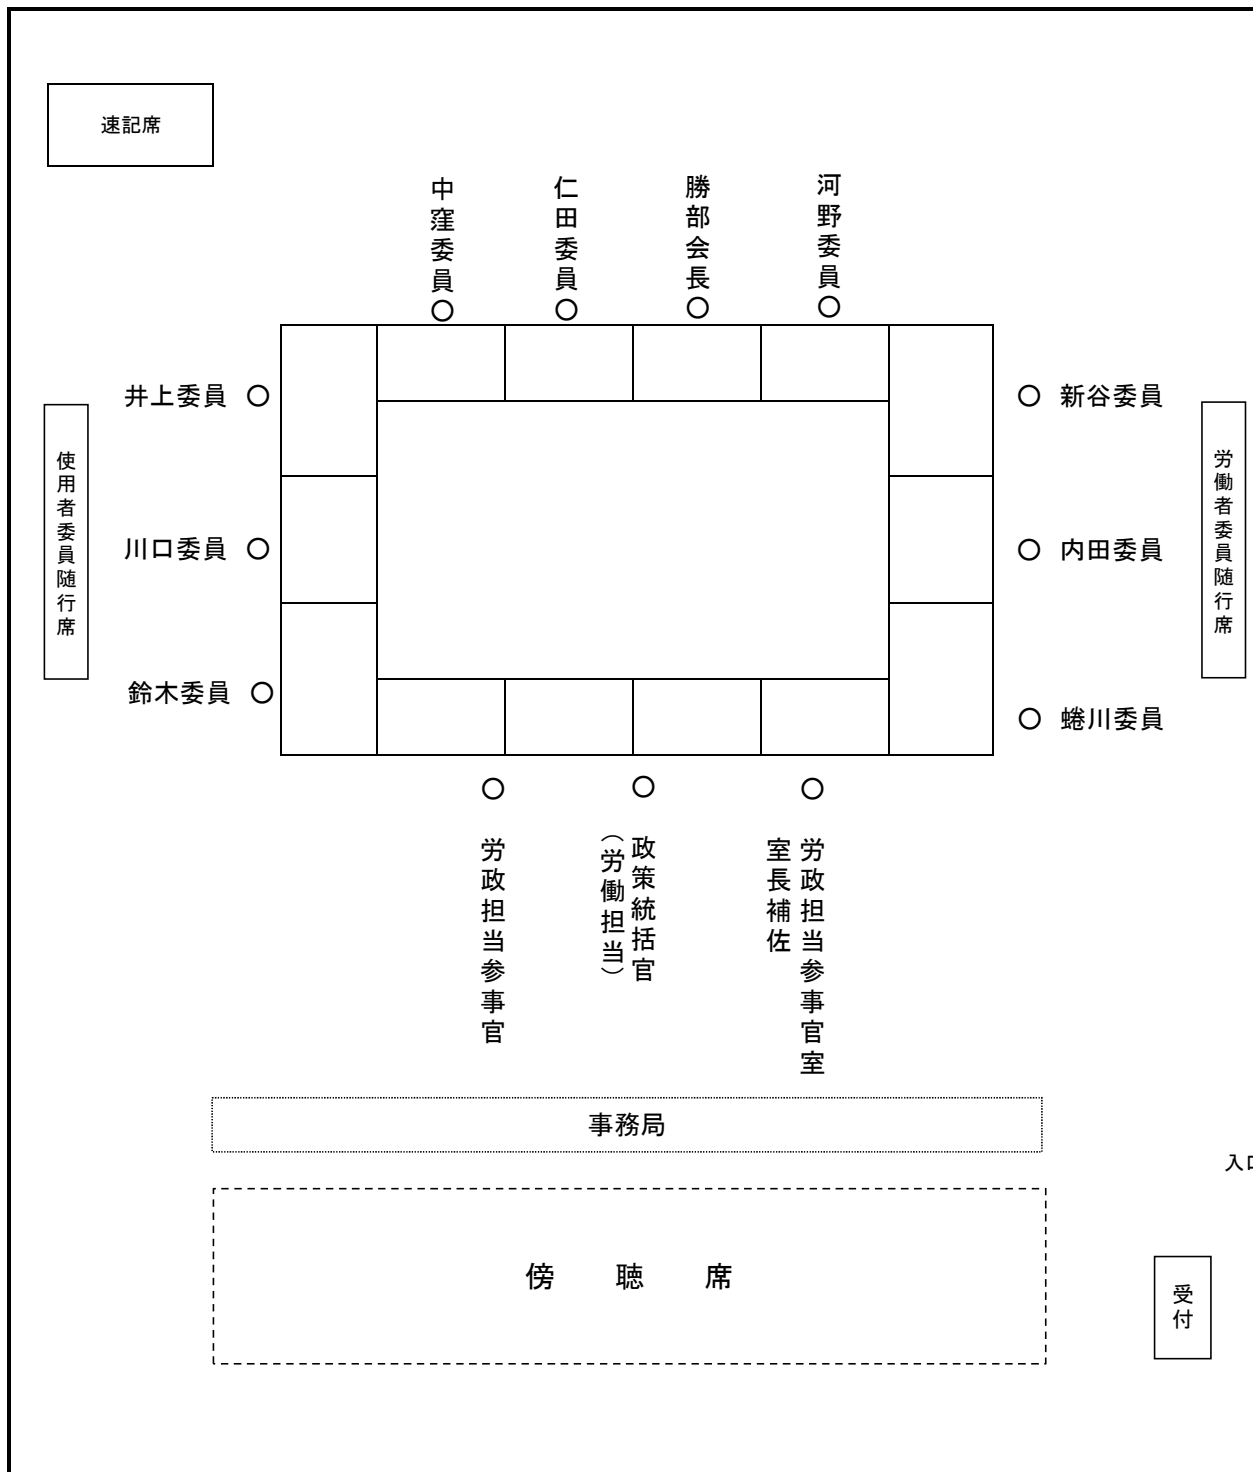 速記席
中窪委員
仁田委員
勝部会長
河野委員
井上委員
川口委員
鈴木委員
新谷委員
内田委員
蜷川委員
使用者委員随行席
労働者委員随行席
労政担当参事官
政策統括官
（労働担当）
労政担当参事官室
室長補佐
事務局
入口
傍聴席
受付